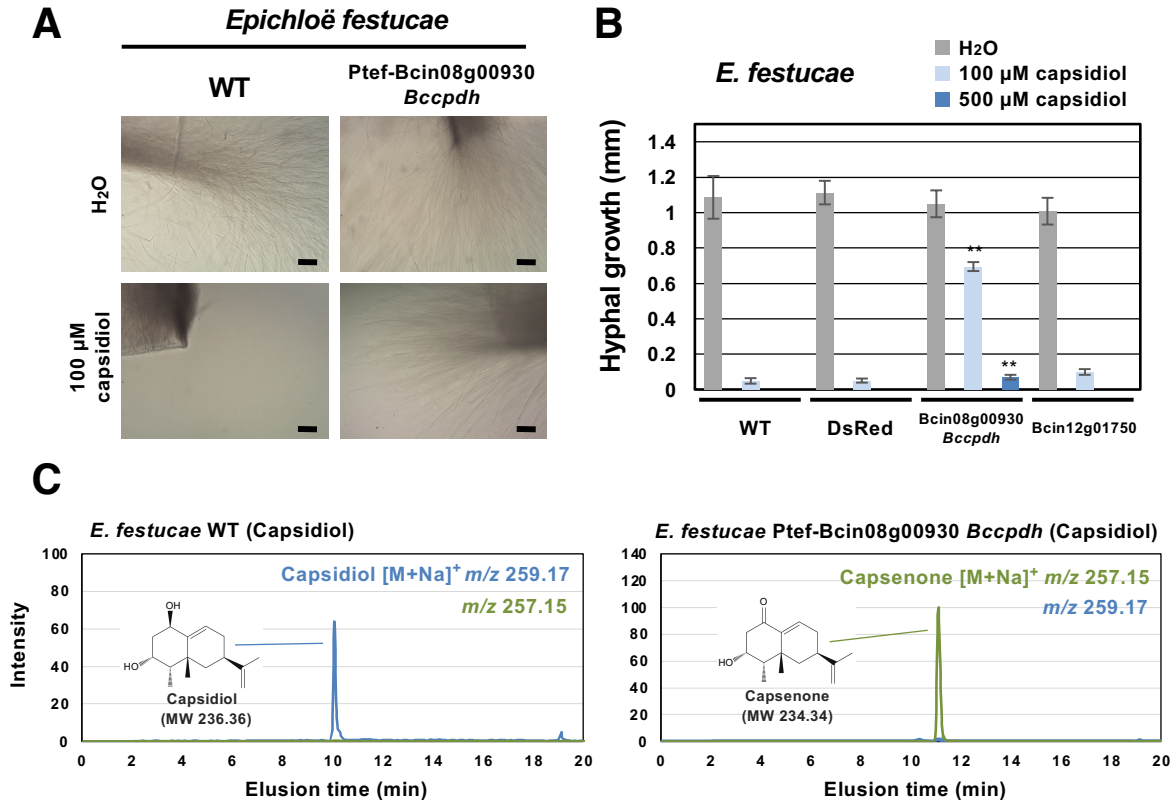 A
Epichloë festucae
WT
Ptef-Bcin08g00930
Bccpdh
H2O
100 µM
capsidiol
B
E. festucae
H2O
100 µM capsidiol
500 µM capsidiol
Hyphal growth (mm)
1.4
1.2
1
0.8
0.6
0.4
0.2
0
**
**
WT
DsRed
Bcin08g00930
Bccpdh
Bcin12g01750
C
E. festucae WT (Capsidiol)
Intensity
100
80
60
40
20
0
Capsidiol [M+Na]+ m/z 259.17
m/z 257.15
OH
HO
Capsidiol
(MW 236.36)
0 2 4 6 8 10 12 14 16 18 20
Elusion time (min)
E. festucae Ptef-Bcin08g00930 Bccpdh (Capsidiol)
140
120
100
80
60
40
20
0
Capsenone [M+Na]+ m/z 257.15
m/z 259.17
O
HO
Capsenone
(MW 234.34)
0 2 4 6 8 10 12 14 16 18 20
Elusion time (min)